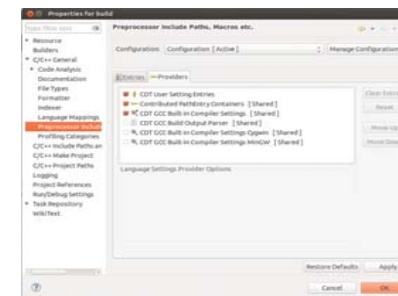 Properties for build
type filter text
Preprocessor Include Paths, Macros etc.
Resource
Builders
C/C++ General
Code Analysis
Documentation
File Types
Formatter
Indexer
Language Mappings
Preprocessor Includ
Profiling Categories
C/C++ Include Paths an
C/C++ Make Project
C/C++ Project Paths
Logging
Project References
Run/Debug Settings
Task Repository
WikiText
Configuration: Configuration [ Active ]
Manage Configuration
Entries
Providers
CDT User Setting Entries
Contributed PathEntry Containers [ Shared ]
CDT GCC Built-in Compiler Settings [ Shared ]
CDT GCC Build Output Parser [ Shared ]
CDT GCC Built-in Compiler Settings Cygwin [ Shared ]
CDT GCC Built-in Compiler Settings MinGW [ Shared ]
Clear Entrie
Reset
Move Up
Move Dow
Language Settings Provider Options
Restore Defaults
Apply
Cancel
OK